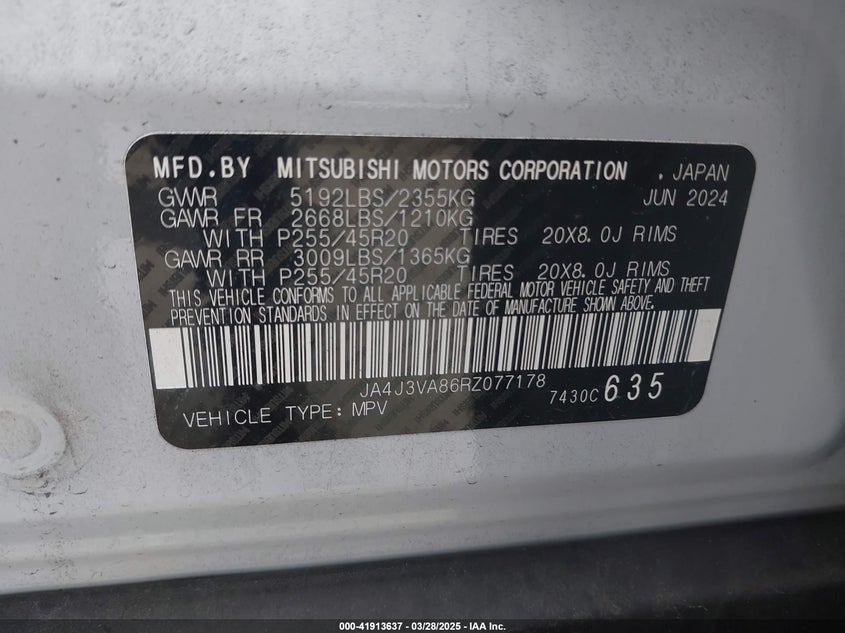 MFD.BY MITSUBISHI MOTORS CORPORATION . JAPAN
GVWR 5192LBS/2355KG JUN 2024
GAWR FR 2668LBS/1210KG
WITH P255/45R20 TIRES 20X8.0J RIMS
GAWR RR 3009LBS/1365KG
WITH P255/45R20 TIRES 20X8.0J RIMS
THIS VEHICLE CONFORMS TO ALL APPLICABLE FEDERAL MOTOR VEHICLE SAFETY AND THEFT
PREVENTION STANDARDS IN EFFECT ON THE DATE OF MANUFACTURE SHOWN ABOVE.
JA4J3VA86RZ077178
VEHICLE TYPE: MPV 7430C 635
000-41913637 | 03/28/2025 - IAA Inc.